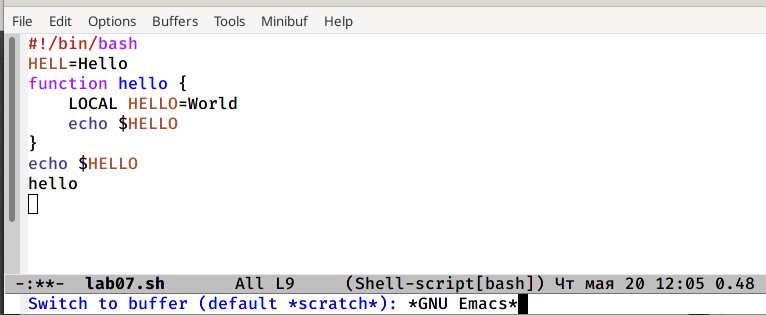 File Edit Options Buffers Tools Minibuf Help
#!/bin/bash
HELL=Hello
function hello {
    LOCAL HELLO=World
    echo $HELLO
}
echo $HELLO
hello
-:**-  lab07.sh       All L9     (Shell-script[bash]) Чт мая 20 12:05 0.48
Switch to buffer (default *scratch*): *GNU Emacs*